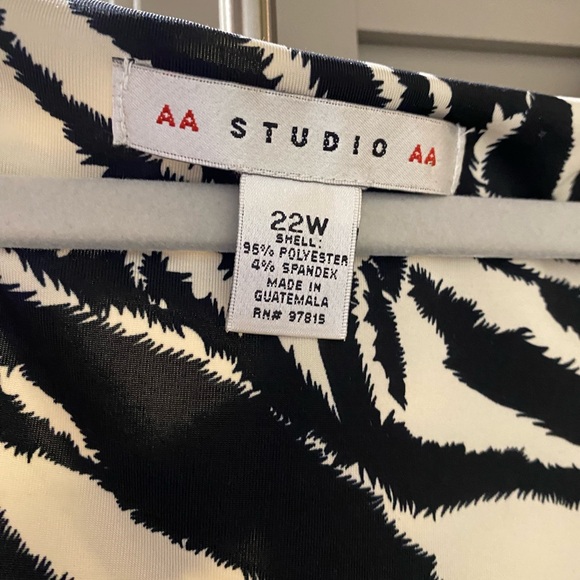 AA STUDIO AA
22W
SHELL:
96% POLYESTER
4% SPANDEX
MADE IN
GUATEMALA
RN# 97815